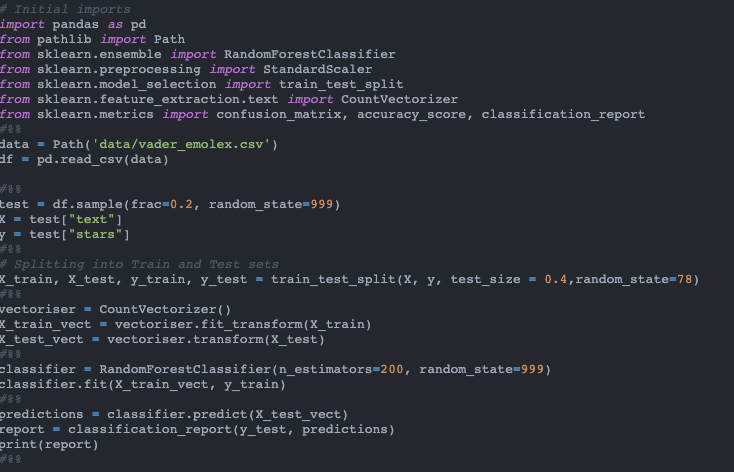 # Initial imports
import pandas as pd
from pathlib import Path
from sklearn.ensemble import RandomForestClassifier
from sklearn.preprocessing import StandardScaler
from sklearn.model_selection import train_test_split
from sklearn.feature_extraction.text import CountVectorizer
from sklearn.metrics import confusion_matrix, accuracy_score, classification_report
#%%
data = Path('data/vader_emolex.csv')
df = pd.read_csv(data)
#%%
test = df.sample(frac=0.2, random_state=999)
X = test["text"]
y = test["stars"]
#%%
# Splitting into Train and Test sets
X_train, X_test, y_train, y_test = train_test_split(X, y, test_size = 0.4,random_state=78)
#%%
vectoriser = CountVectorizer()
X_train_vect = vectoriser.fit_transform(X_train)
X_test_vect = vectoriser.transform(X_test)
#%%
classifier = RandomForestClassifier(n_estimators=200, random_state=999)
classifier.fit(X_train_vect, y_train)
#%%
predictions = classifier.predict(X_test_vect)
report = classification_report(y_test, predictions)
print(report)
#%%